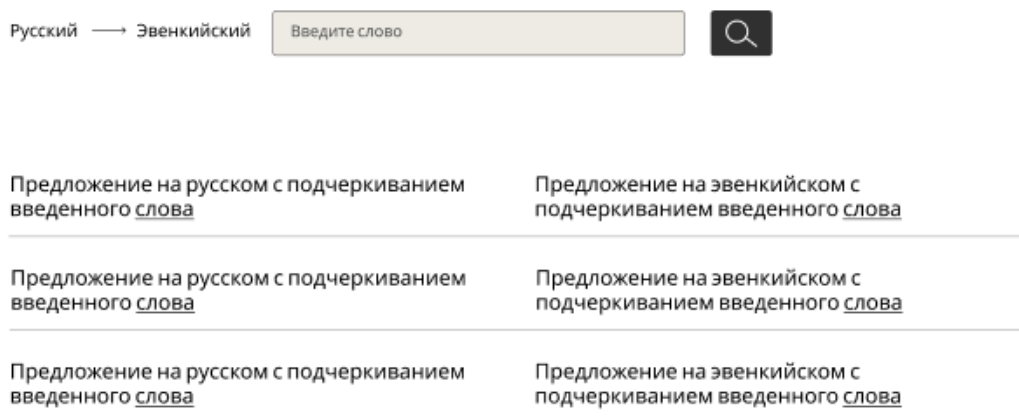 Русский ⟶ Эвенкийский Введите слово
Предложение на русском с подчеркиванием
введенного слова
Предложение на эвенкийском с
подчеркиванием введенного слова
Предложение на русском с подчеркиванием
введенного слова
Предложение на эвенкийском с
подчеркиванием введенного слова
Предложение на русском с подчеркиванием
введенного слова
Предложение на эвенкийском с
подчеркиванием введенного слова